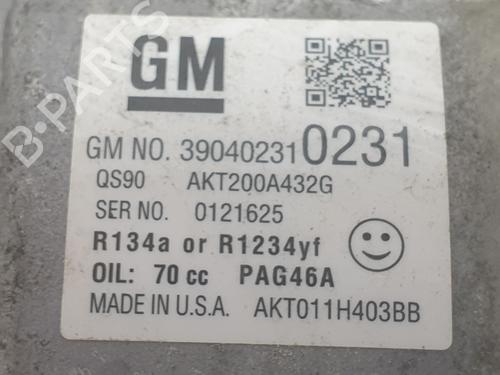 GM
GM NO. 39040231 0231
QS90 AKT200A432G
SER NO. 0121625
R134a or R1234yf
OIL: 70 cc PAG46A
MADE IN U.S.A. AKT011H403BB
B-PARTS